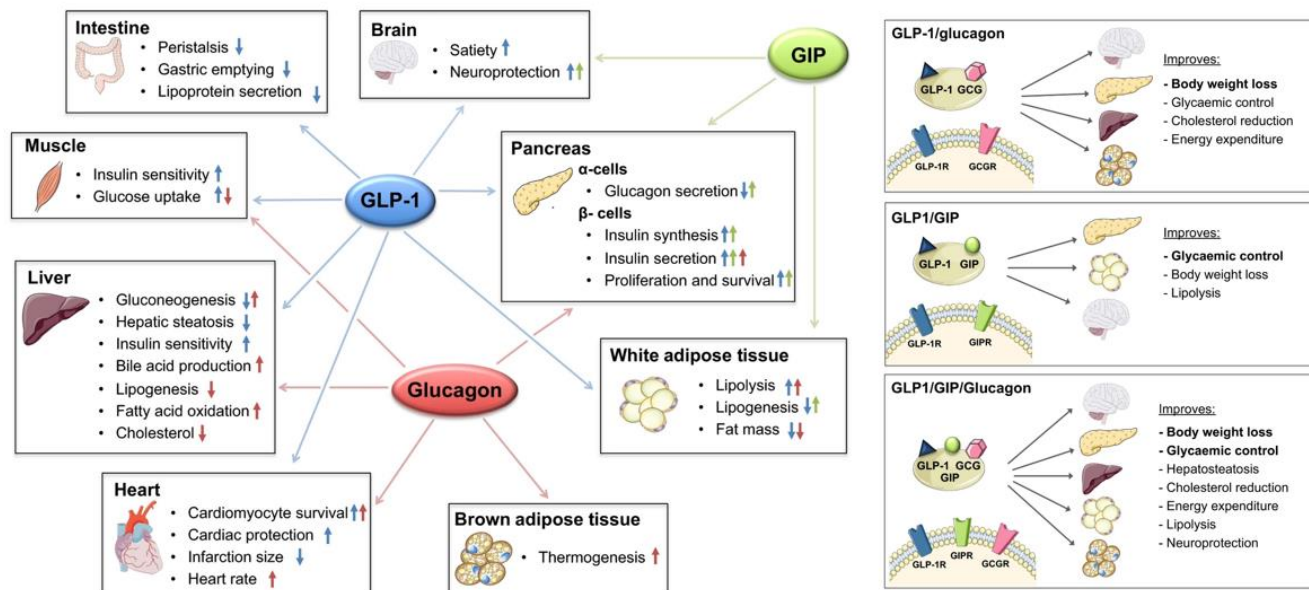 Intestine
• Peristalsis ↓
• Gastric emptying ↓
• Lipoprotein secretion ↓
Brain
• Satiety ↑
• Neuroprotection ↑↑
GIP
Muscle
• Insulin sensitivity ↑
• Glucose uptake ↑↓
GLP-1
Pancreas
α-cells
• Glucagon secretion ↓↑
β- cells
• Insulin synthesis ↑↑
• Insulin secretion ↑↑↑
• Proliferation and survival ↑↑
Liver
• Gluconeogenesis ↓↑
• Hepatic steatosis ↓
• Insulin sensitivity ↑
• Bile acid production ↑
• Lipogenesis ↓
• Fatty acid oxidation ↑
• Cholesterol ↓
Glucagon
White adipose tissue
• Lipolysis ↑↑
• Lipogenesis ↓↑
• Fat mass ↓↓
Heart
• Cardiomyocyte survival ↑↑
• Cardiac protection ↑
• Infarction size ↓
• Heart rate ↑
Brown adipose tissue
• Thermogenesis ↑
GLP-1/glucagon
GLP-1 GCG
GLP-1R
GCGR
Improves:
- Body weight loss
- Glycaemic control
- Cholesterol reduction
- Energy expenditure
GLP1/GIP
GLP-1 GIP
GLP-1R
GIPR
Improves:
- Glycaemic control
- Body weight loss
- Lipolysis
GLP1/GIP/Glucagon
GLP-1 GCG
GIP
GLP-1R
GIPR
GCGR
Improves:
- Body weight loss
- Glycaemic control
- Hepatosteatosis
- Cholesterol reduction
- Energy expenditure
- Lipolysis
- Neuroprotection